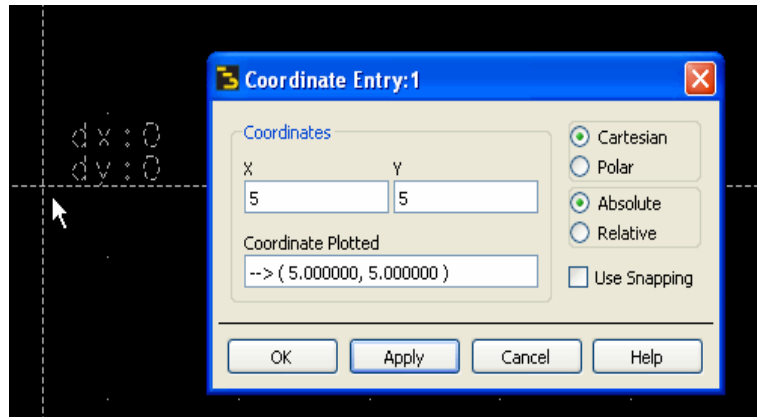 dx:0
dy:0
Coordinate Entry:1
Coordinates
X Y
5 5
Coordinate Plotted
--> ( 5.000000, 5.000000 )
Cartesian
Polar
Absolute
Relative
Use Snapping
OK Apply Cancel Help